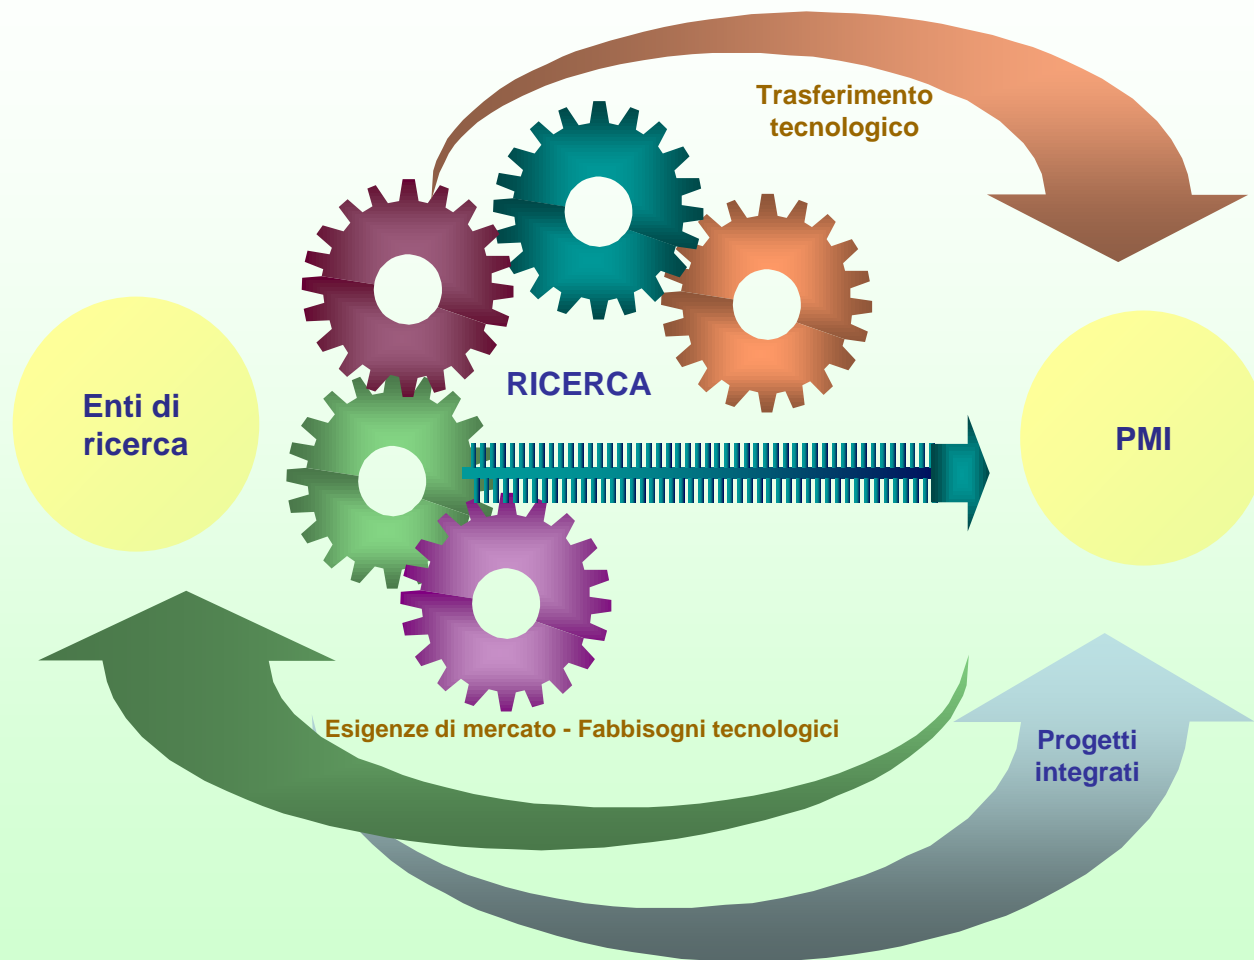 Trasferimento
tecnologico
RICERCA
Enti di
ricerca
PMI
Esigenze di mercato - Fabbisogni tecnologici
Progetti
integrati